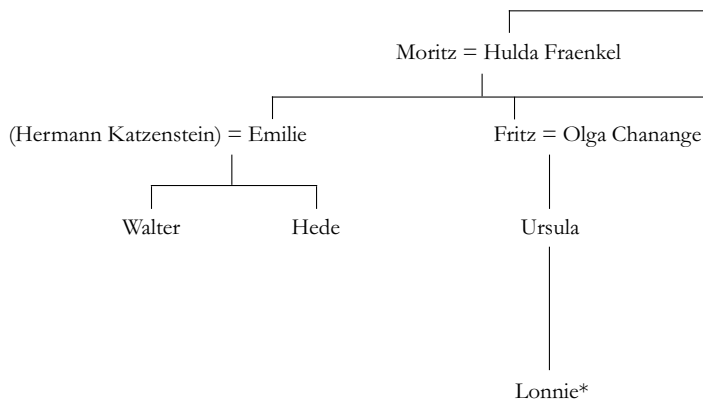 Moritz = Hulda Fraenkel
(Hermann Katzenstein) = Emilie Fritz = Olga Chanange
Walter Hede Ursula
Lonnie*